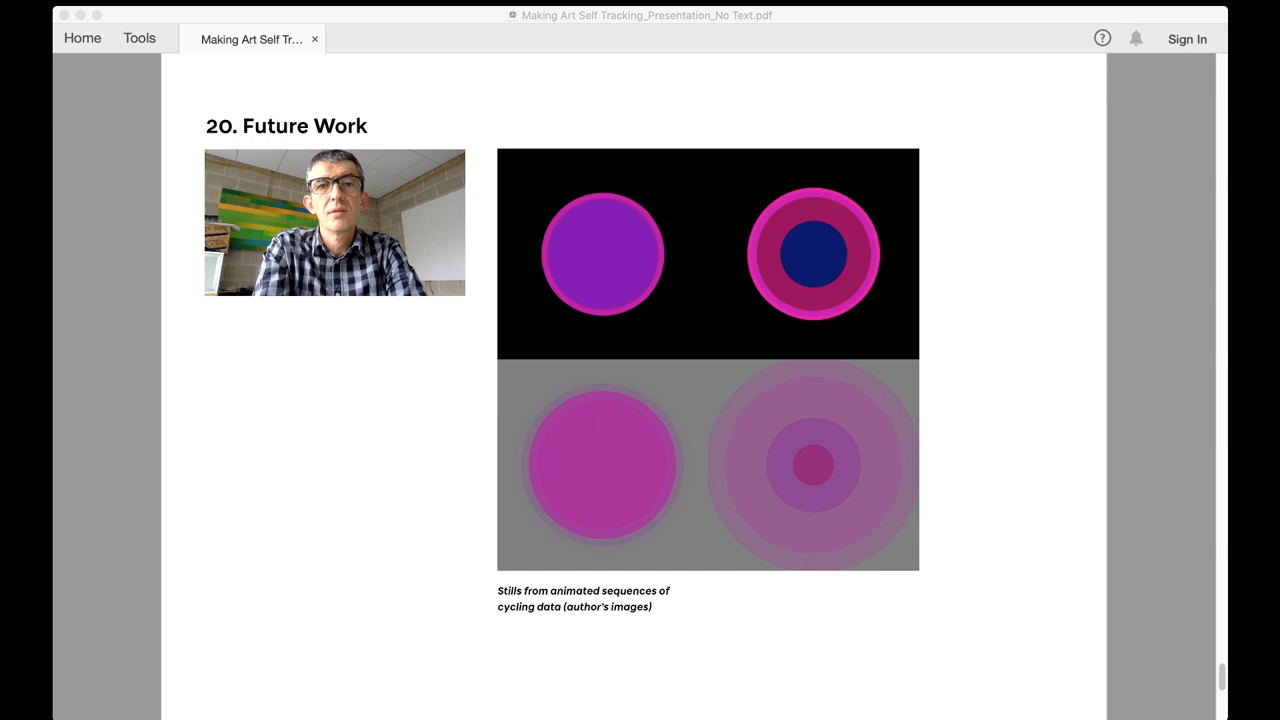 Making Art Self Tracking_Presentation_No Text.pdf
Home
Tools
Making Art Self Tr...
×
?
Sign In
20. Future Work
Stills from animated sequences of
cycling data (author's images)